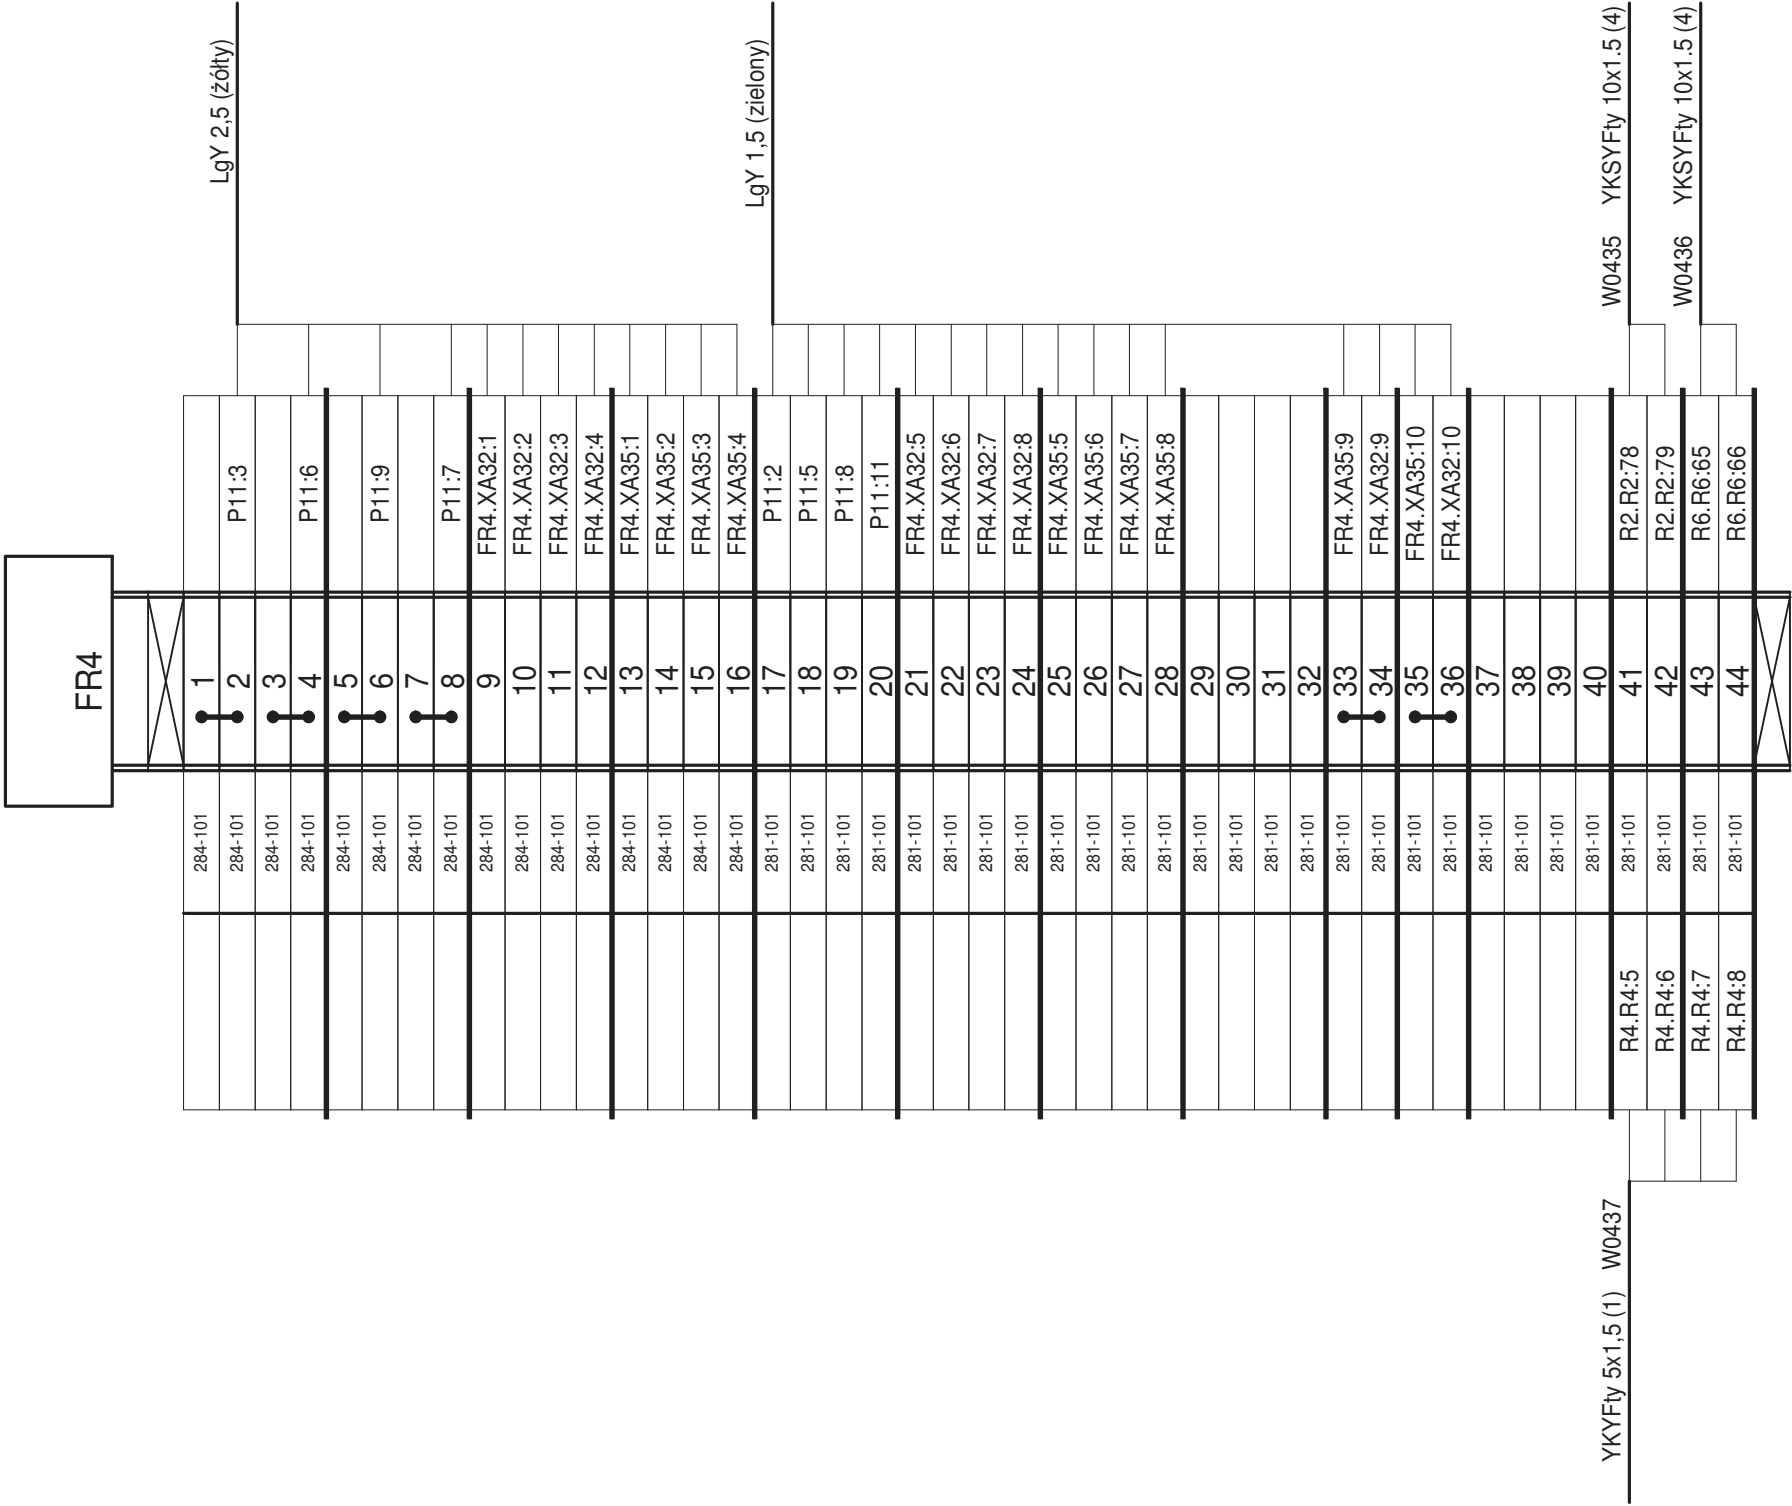 FR4
LgY 2,5 (żółty)
LgY 1,5 (zielony)
W0435 YKSYFty 10x1.5 (4)
W0436 YKSYFty 10x1.5 (4)
284-101 1
284-101 2 P11:3
284-101 3
284-101 4 P11:6
284-101 5
284-101 6 P11:9
284-101 7
284-101 8 P11:7
284-101 9 FR4.XA32:1
284-101 10 FR4.XA32:2
284-101 11 FR4.XA32:3
284-101 12 FR4.XA32:4
284-101 13 FR4.XA35:1
284-101 14 FR4.XA35:2
284-101 15 FR4.XA35:3
284-101 16 FR4.XA35:4
281-101 17 P11:2
281-101 18 P11:5
281-101 19 P11:8
281-101 20 P11:11
281-101 21 FR4.XA32:5
281-101 22 FR4.XA32:6
281-101 23 FR4.XA32:7
281-101 24 FR4.XA32:8
281-101 25 FR4.XA35:5
281-101 26 FR4.XA35:6
281-101 27 FR4.XA35:7
281-101 28 FR4.XA35:8
281-101 29
281-101 30
281-101 31
281-101 32
281-101 33 FR4.XA35:9
281-101 34 FR4.XA32:9
281-101 35 FR4.XA35:10
281-101 36 FR4.XA32:10
281-101 37
281-101 38
281-101 39
281-101 40
R4.R4:5 281-101 41 R2.R2:78
R4.R4:6 281-101 42 R2.R2:79
R4.R4:7 281-101 43 R6.R6:65
R4.R4:8 281-101 44 R6.R6:66
YKYFty 5x1,5 (1) W0437